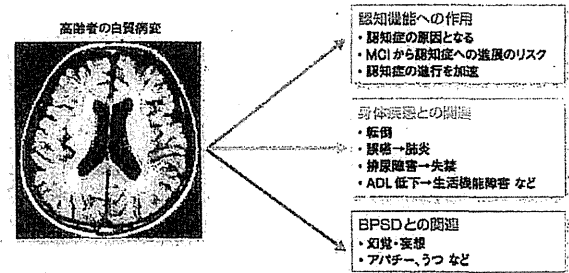 高齢者の白質病変
認知機能への作用
・認知症の原因となる
・MCIから認知症への進展のリスク
・認知症の進行を加速
身体疾患との関連
・転倒
・誤嚥→肺炎
・排尿障害→失禁
・ADL低下→生活機能障害 など
BPSDとの関連
・幻覚・妄想
・アパチー、うつ など